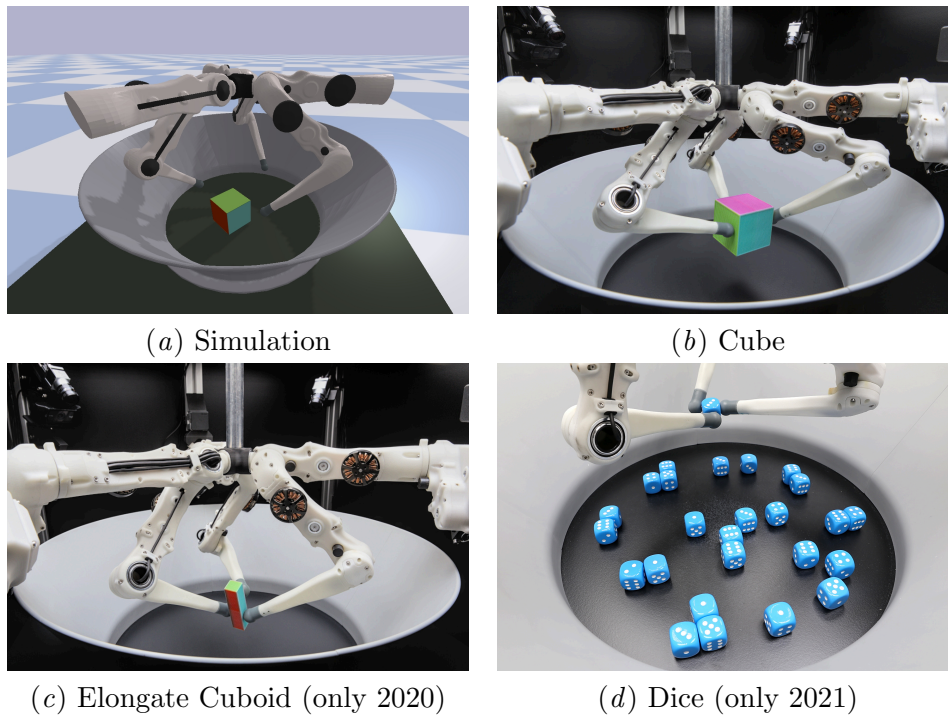 (a) Simulation
(b) Cube
(c) Elongate Cuboid (only 2020)
(d) Dice (only 2021)